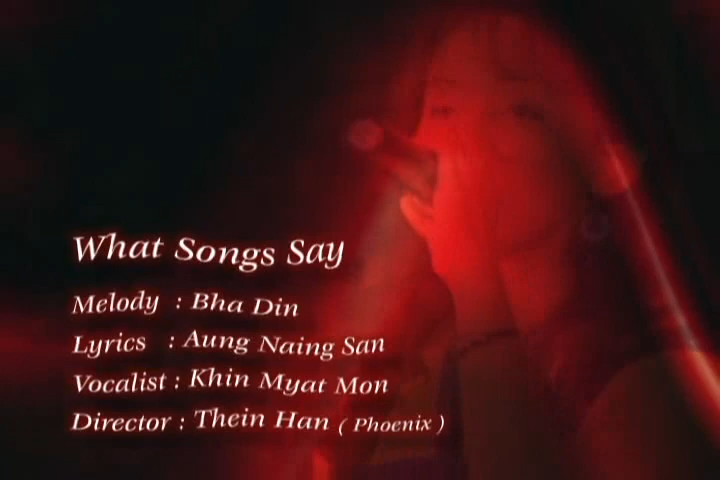 What Songs Say
Melody : Bha Din
Lyrics : Aung Naing San
Vocalist : Khin Myat Mon
Director : Thein Han ( Phoenix )